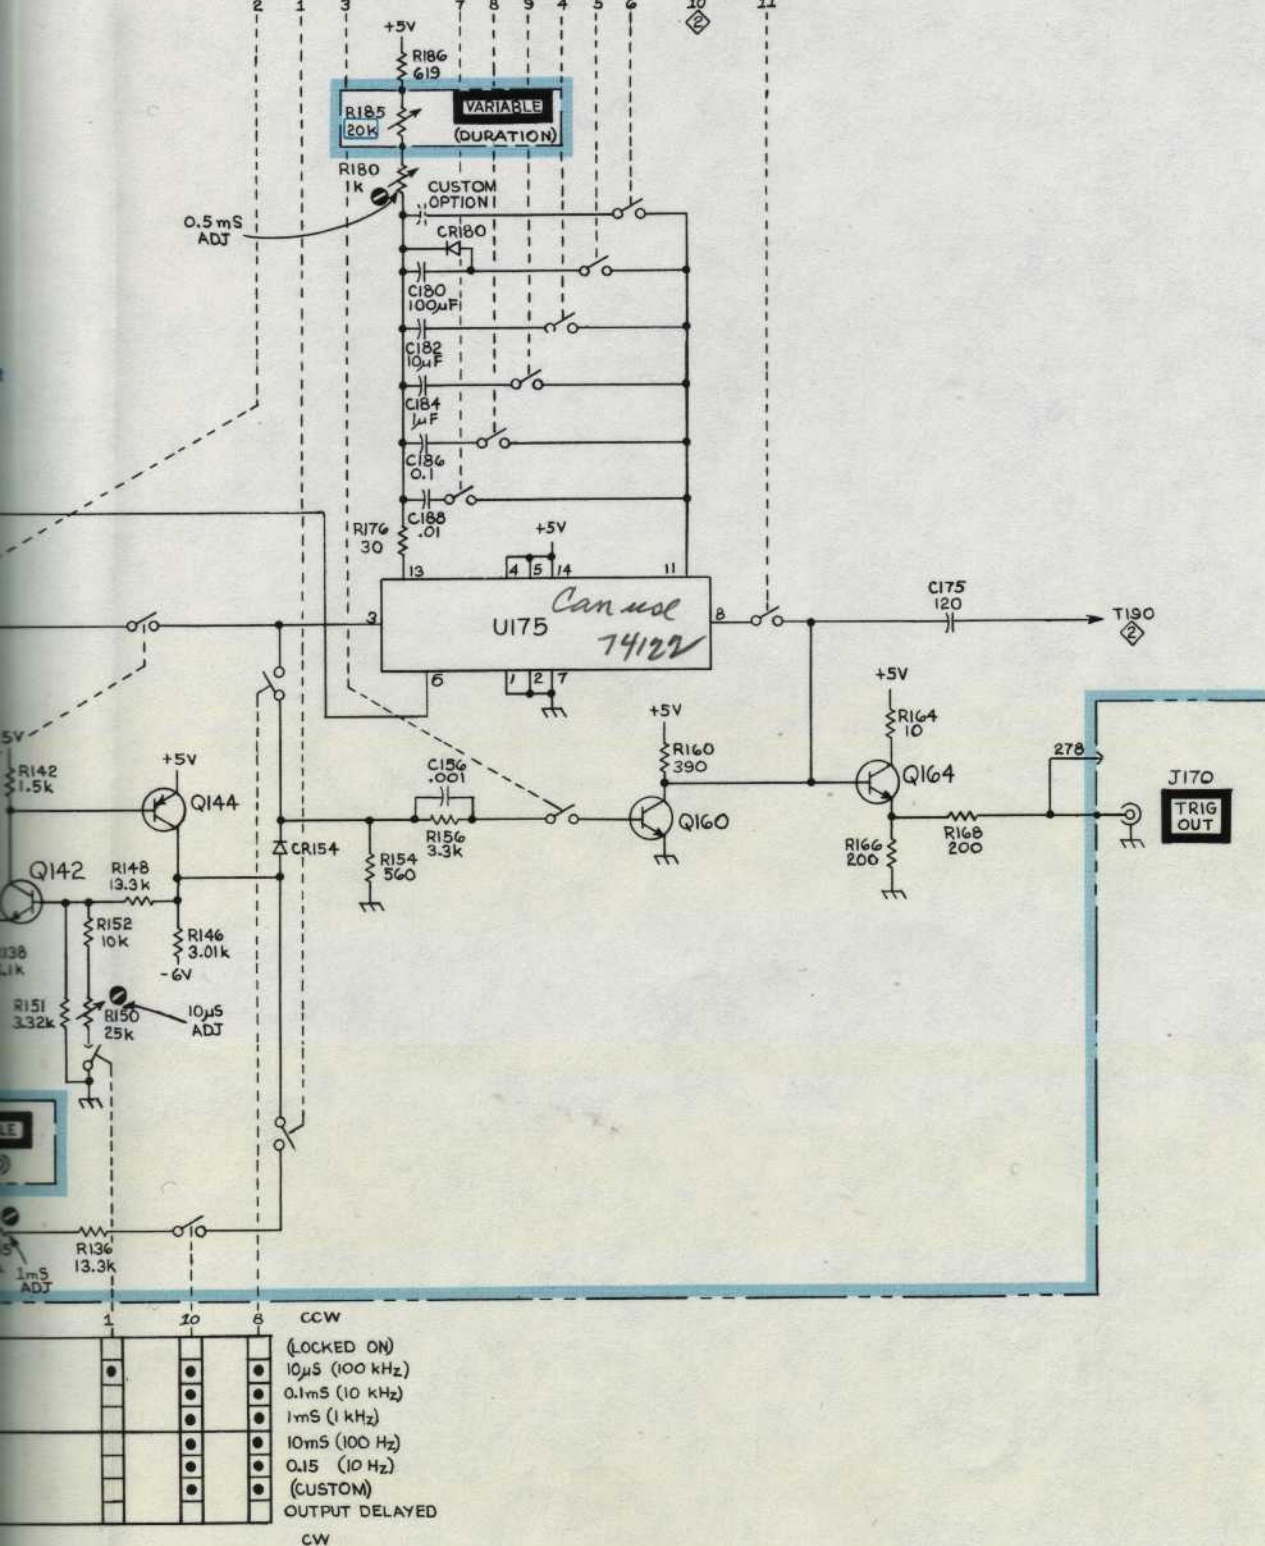 2 1 3 7 8 9 4 5 6 10 11
2
+5V
R186
619
R185
20k
VARIABLE
(DURATION)
R180
1k
0.5mS
ADJ
CUSTOM
OPTION
CR180
C180
100µF
C182
10µF
C184
1µF
C186
0.1
C188
.01
R176
30
+5V
13 4 5 14 11
3
U175
Can use
74122
8
6 1 2 7
C175
120
T190
2
+5V
R164
10
+5V
R160
390
278
J170
TRIG
OUT
Q164
5V
R142
1.5k
+5V
Q144
C156
.001
R156
3.3k
Q160
R166
200
R168
200
CR154
R154
560
Q142
R148
13.3k
R152
10k
R146
3.01k
-6V
R151
3.32k
R150
25k
10µS
ADJ
R136
13.3k
1mS
ADJ
1 10 8 CCW
(LOCKED ON)
10µS (100 kHz)
0.1mS (10 kHz)
1mS (1 kHz)
10mS (100 Hz)
0.1S (10 Hz)
(CUSTOM)
OUTPUT DELAYED
CW